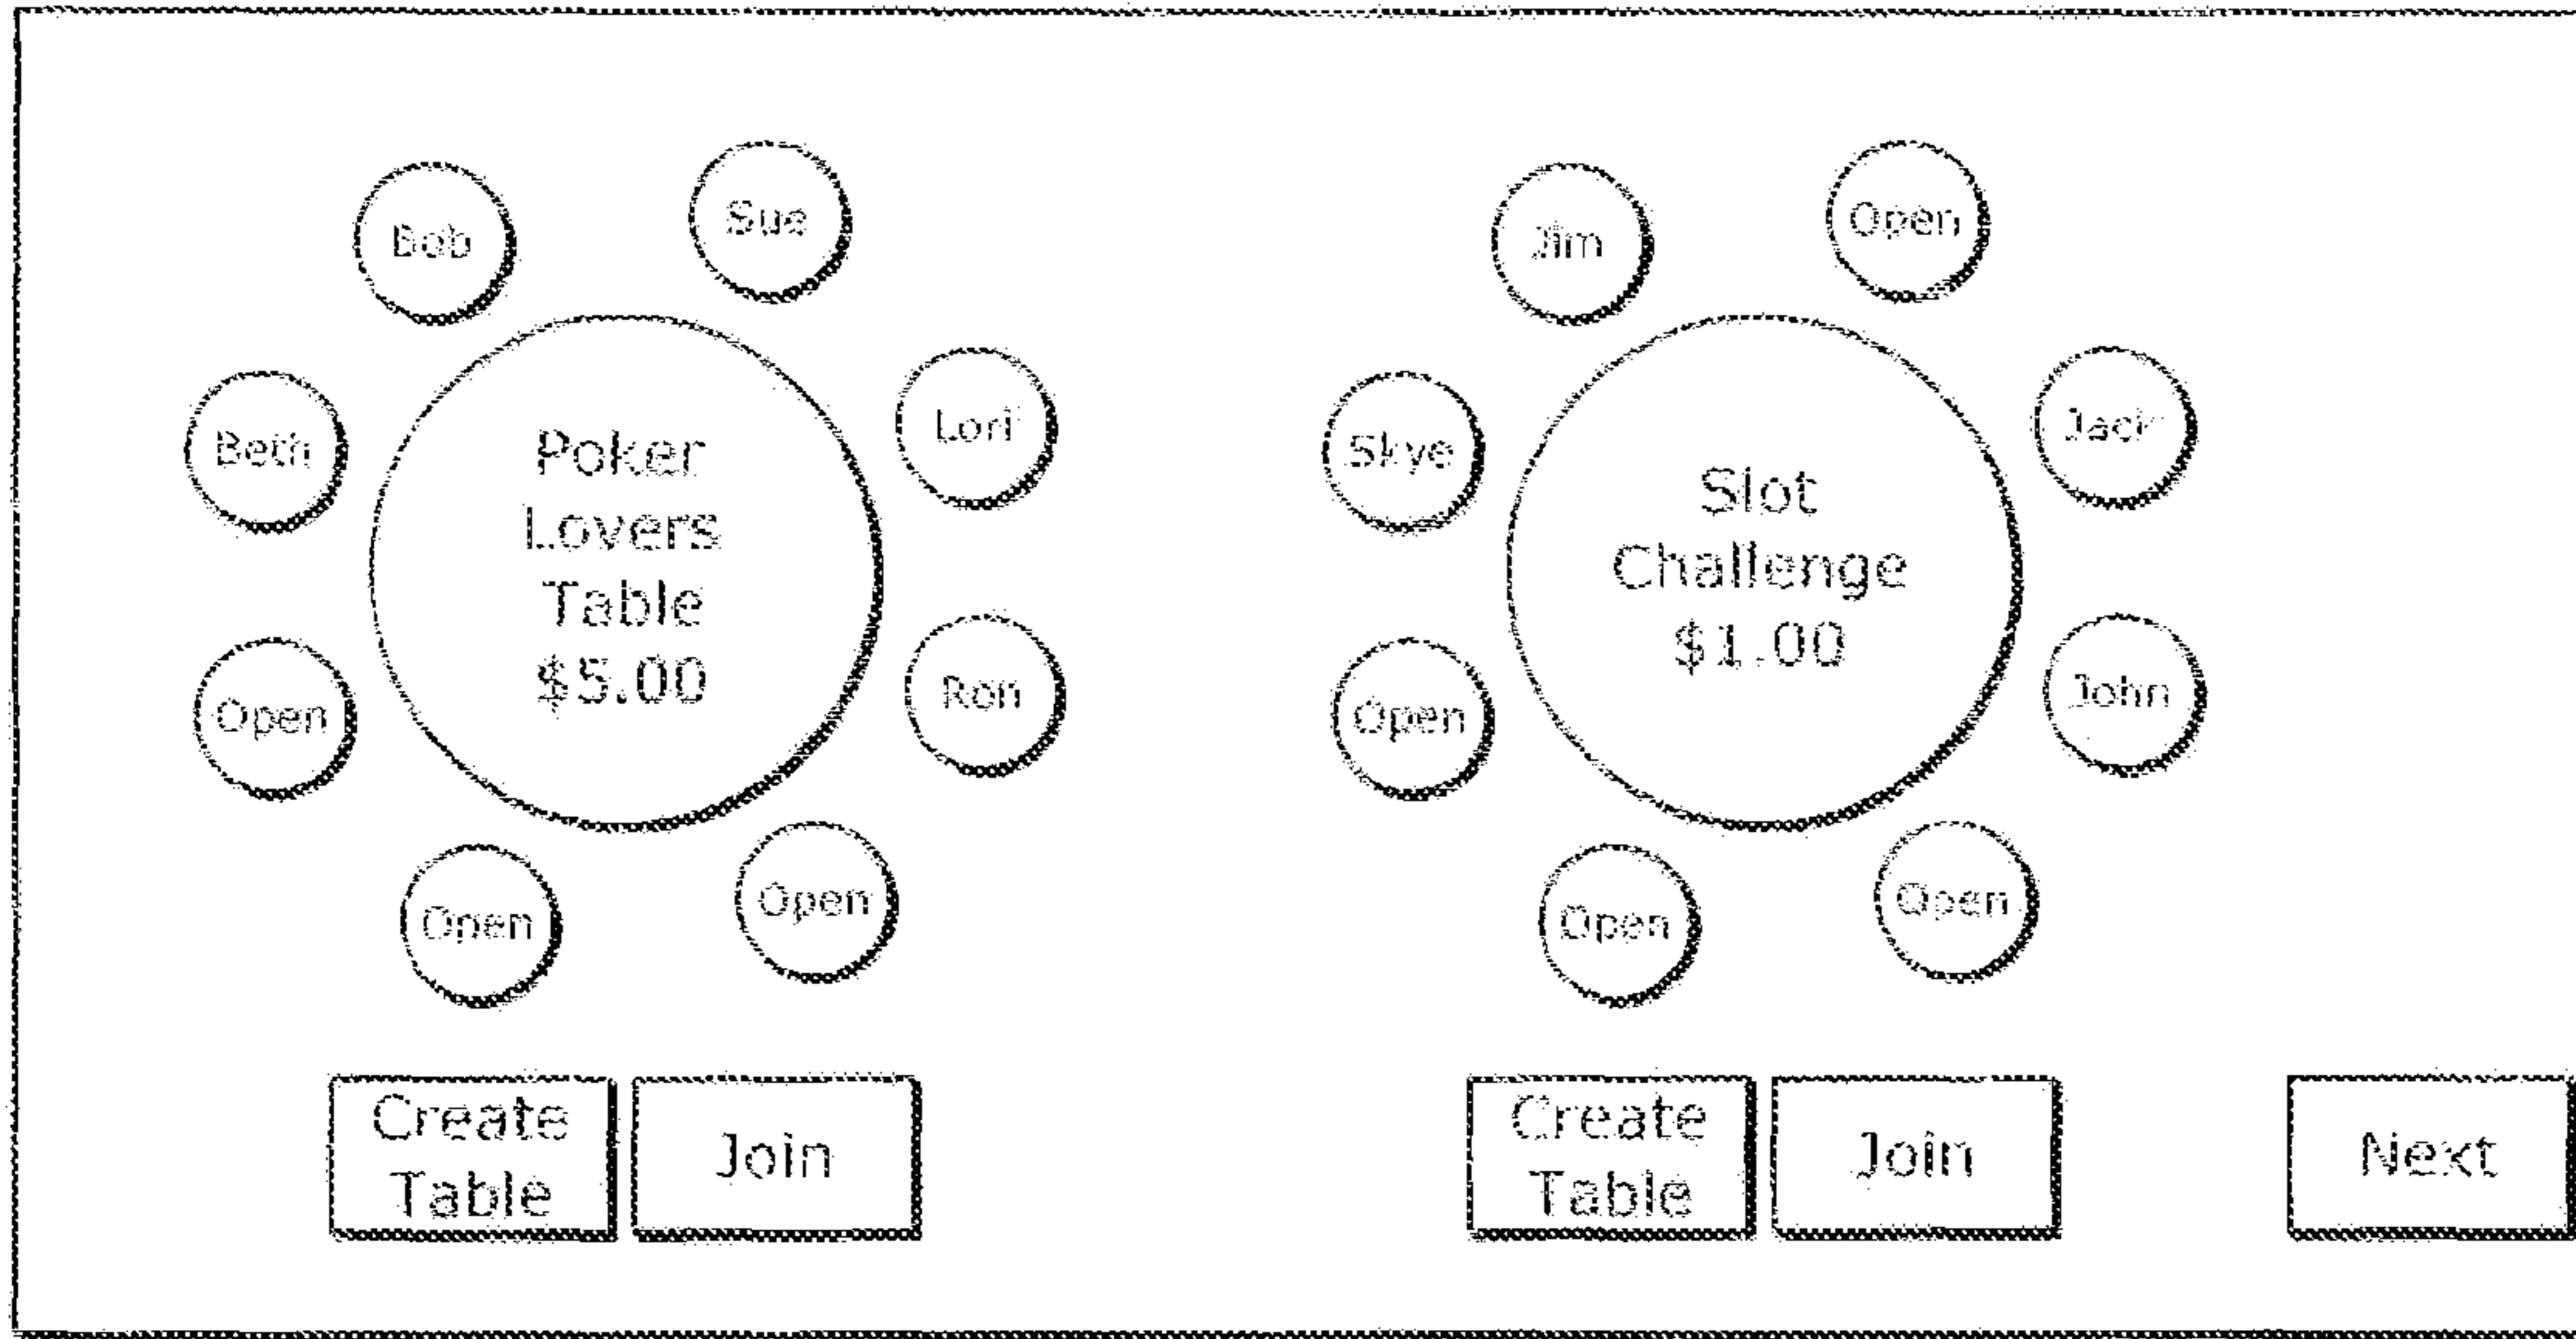 Bob
Sue
Beth
Lori
Poker
Lovers
Table
$5.00
Open
Ron
Open
Open
Create
Table
Join
Jim
Open
Skye
Jack
Slot
Challenge
$1.00
Open
John
Open
Open
Create
Table
Join
Next